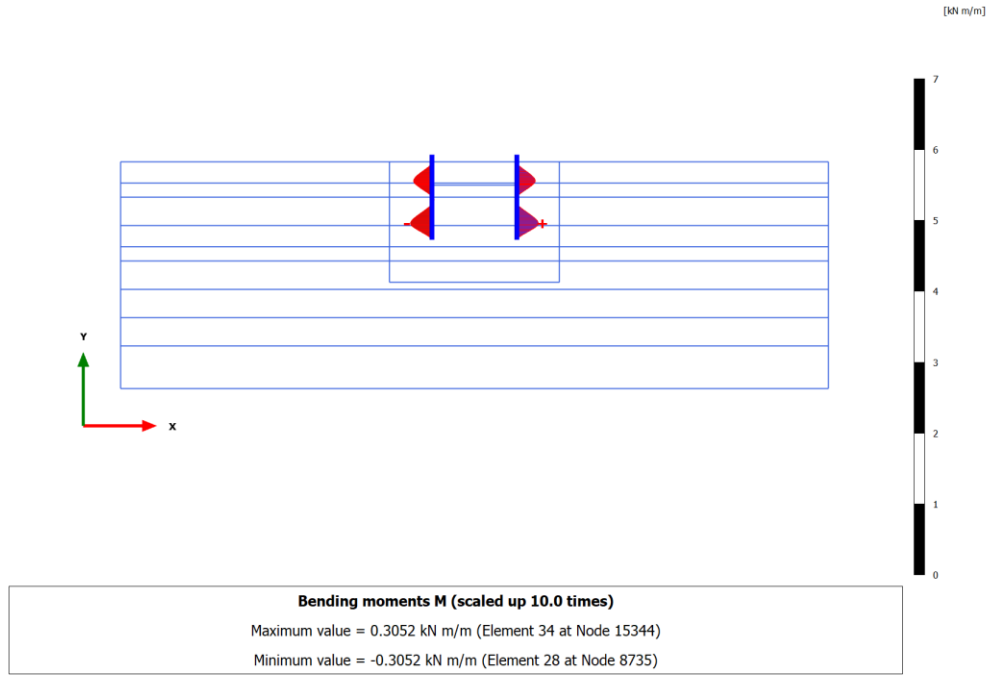 [kN m/m]
7
6
5
4
3
2
1
0
- +
Y
X
Bending moments M (scaled up 10.0 times)
Maximum value = 0.3052 kN m/m (Element 34 at Node 15344)
Minimum value = -0.3052 kN m/m (Element 28 at Node 8735)